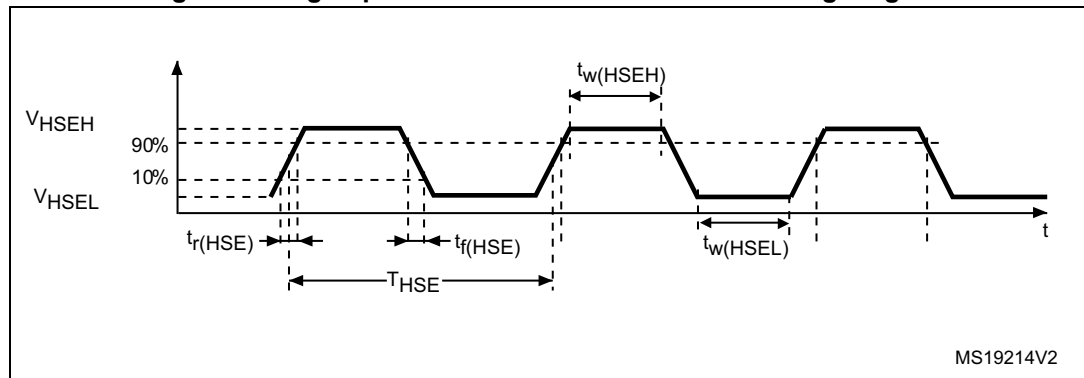 tw(HSEH)
VHSEH
90%
10%
VHSEL
tr(HSE)
tf(HSE)
tw(HSEL)
t
THSE
MS19214V2